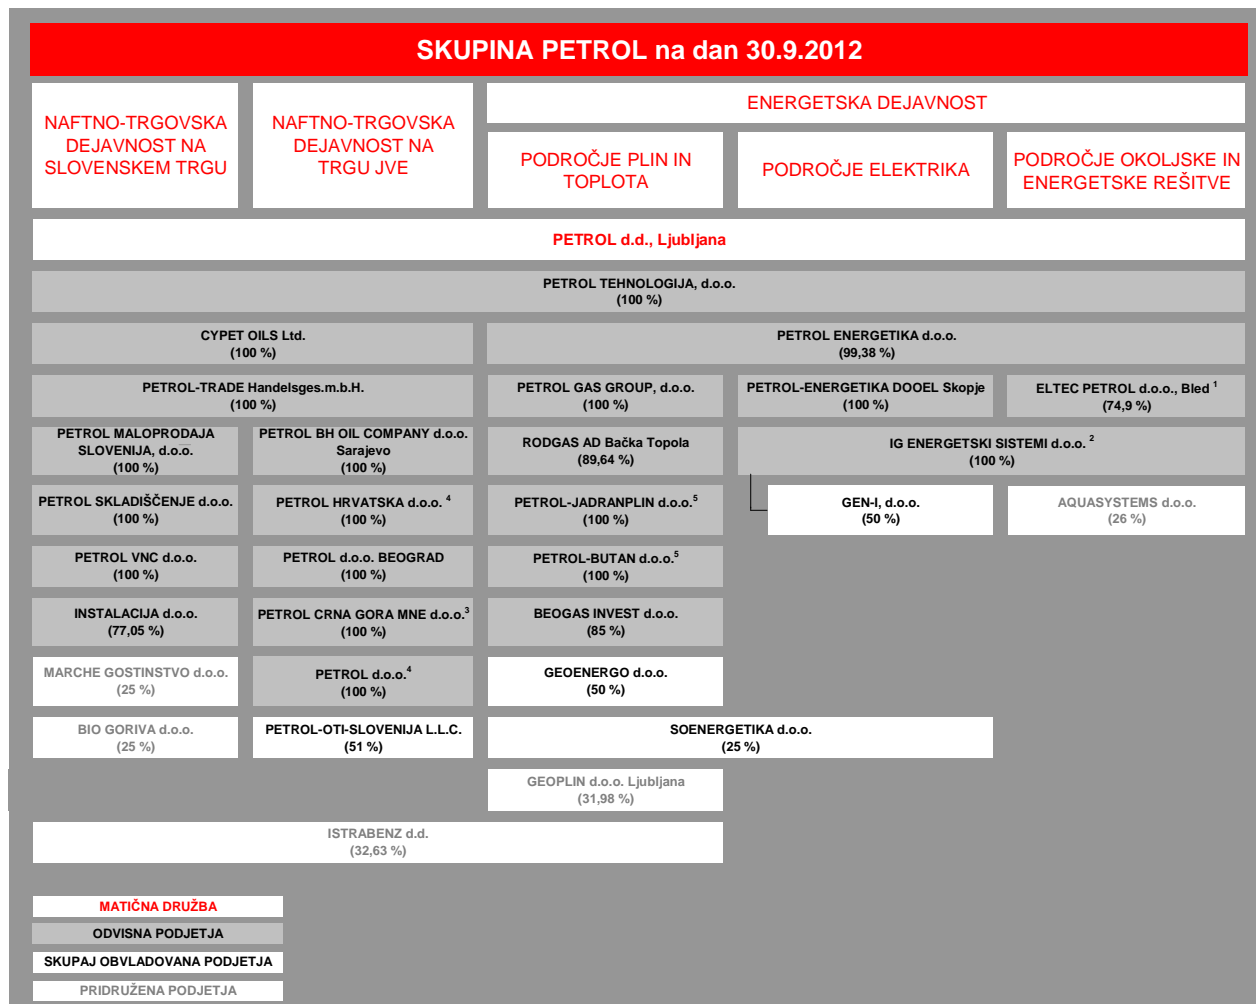 SKUPINA PETROL na dan 30.9.2012
NAFTNO-TRGOVSKA
DEJAVNOST NA
SLOVENSKEM TRGU
NAFTNO-TRGOVSKA
DEJAVNOST NA
TRGU JVE
ENERGETSKA DEJAVNOST
PODROČJE PLIN IN
TOPLOTA
PODROČJE ELEKTRIKA
PODROČJE OKOLJSKE IN
ENERGETSKE REŠITVE
PETROL d.d., Ljubljana
PETROL TEHNOLOGIJA, d.o.o.
(100 %)
CYPET OILS Ltd.
(100 %)
PETROL ENERGETIKA d.o.o.
(99,38 %)
PETROL-TRADE Handelsges.m.b.H.
(100 %)
PETROL GAS GROUP, d.o.o.
(100 %)
PETROL-ENERGETIKA DOOEL Skopje
(100 %)
ELTEC PETROL d.o.o., Bled 1
(74,9 %)
PETROL MALOPRODAJA
SLOVENIJA, d.o.o.
(100 %)
PETROL BH OIL COMPANY d.o.o.
Sarajevo
(100 %)
RODGAS AD Bačka Topola
(89,64 %)
IG ENERGETSKI SISTEMI d.o.o. 2
(100 %)
PETROL SKLADIŠČENJE d.o.o.
(100 %)
PETROL HRVATSKA d.o.o. 4
(100 %)
PETROL-JADRANPLIN d.o.o.5
(100 %)
GEN-I, d.o.o.
(50 %)
AQUASYSTEMS d.o.o.
(26 %)
PETROL VNC d.o.o.
(100 %)
PETROL d.o.o. BEOGRAD
(100 %)
PETROL-BUTAN d.o.o.5
(100 %)
INSTALACIJA d.o.o.
(77,05 %)
PETROL CRNA GORA MNE d.o.o.3
(100 %)
BEOGAS INVEST d.o.o.
(85 %)
MARCHE GOSTINSTVO d.o.o.
(25 %)
PETROL d.o.o.4
(100 %)
GEOENERGO d.o.o.
(50 %)
BIO GORIVA d.o.o.
(25 %)
PETROL-OTI-SLOVENIJA L.L.C.
(51 %)
SOENERGETIKA d.o.o.
(25 %)
GEOPLIN d.o.o. Ljubljana
(31,98 %)
ISTRABENZ d.d.
(32,63 %)
MATIČNA DRUŽBA
ODVISNA PODJETJA
SKUPAJ OBVLADOVANA PODJETJA
PRIDRUŽENA PODJETJA